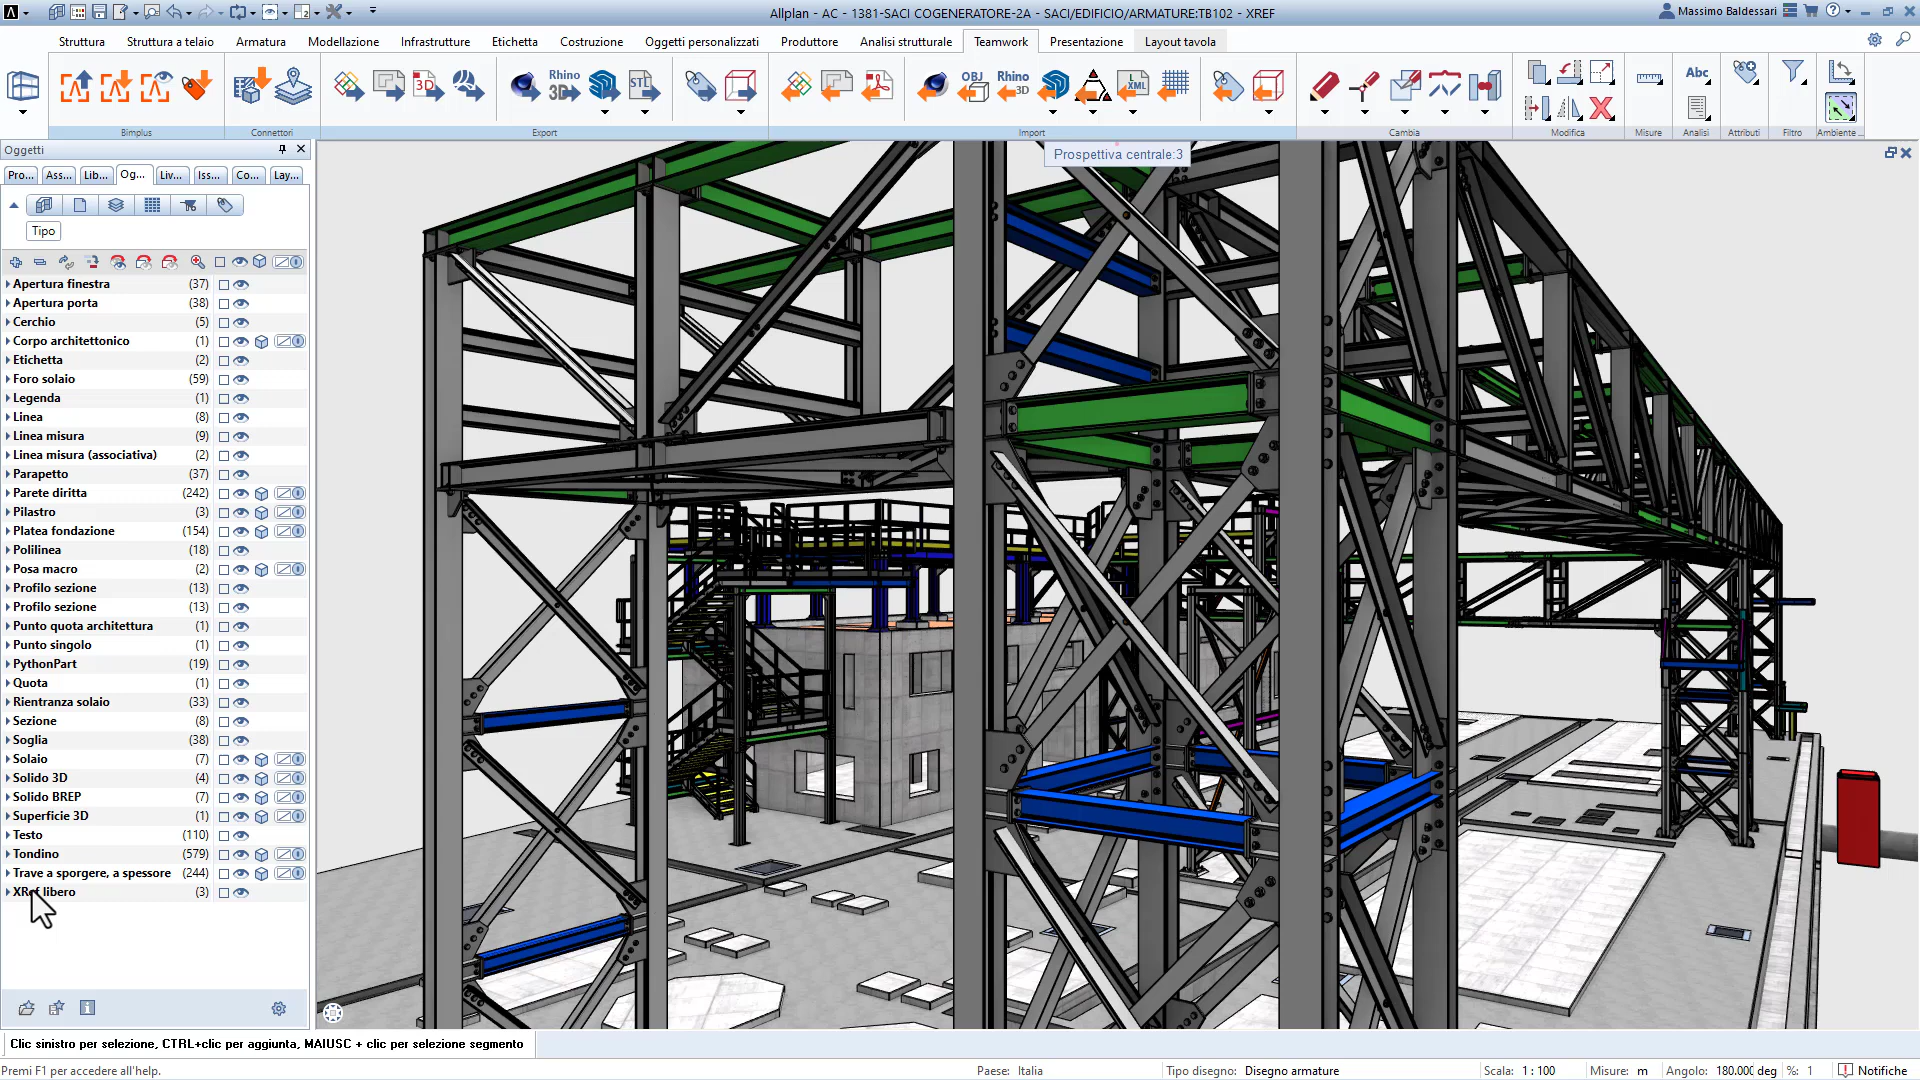 Allplan - AC - 1381-SACI COGENERATORE-2A - SACI/EDIFICIO/ARMATURE:TB102 - XREF
Massimo Baldessari
Struttura
Struttura a telaio
Armatura
Modellazione
Infrastrutture
Etichetta
Costruzione
Oggetti personalizzati
Produttore
Analisi strutturale
Teamwork
Presentazione
Layout tavola
3D
Rhino
3D
STL
OBJ
Rhino
3D
XML
Abc
Bimplus
Connettori
Export
Import
Cambia
Modifica
Misure
Analisi
Attributi
Filtro
Ambiente ...
Oggetti
Pro...
Ass...
Lib...
Og...
Liv...
Iss...
Co...
Lay...
Tipo
Apertura finestra (37)
Apertura porta (38)
Cerchio (5)
Corpo architettonico (1)
Etichetta (2)
Foro solaio (59)
Legenda (1)
Linea (8)
Linea misura (9)
Linea misura (associativa) (2)
Parapetto (37)
Parete diritta (242)
Pilastro (3)
Platea fondazione (154)
Polilinea (18)
Posa macro (2)
Profilo sezione (13)
Profilo sezione (13)
Punto quota architettura (1)
Punto singolo (1)
PythonPart (19)
Quota (1)
Rientranza solaio (33)
Sezione (8)
Soglia (38)
Solaio (7)
Solido 3D (4)
Solido BREP (7)
Superficie 3D (1)
Testo (110)
Tondino (579)
Trave a sporgere, a spessore (244)
XRef libero (3)
Prospettiva centrale:3
Clic sinistro per selezione, CTRL+clic per aggiunta, MAIUSC + clic per selezione segmento
Premi F1 per accedere all'help.
Paese: Italia
Tipo disegno: Disegno armature
Scala: 1 : 100
Misure: m
Angolo: 180.000 deg
%: 1
Notifiche